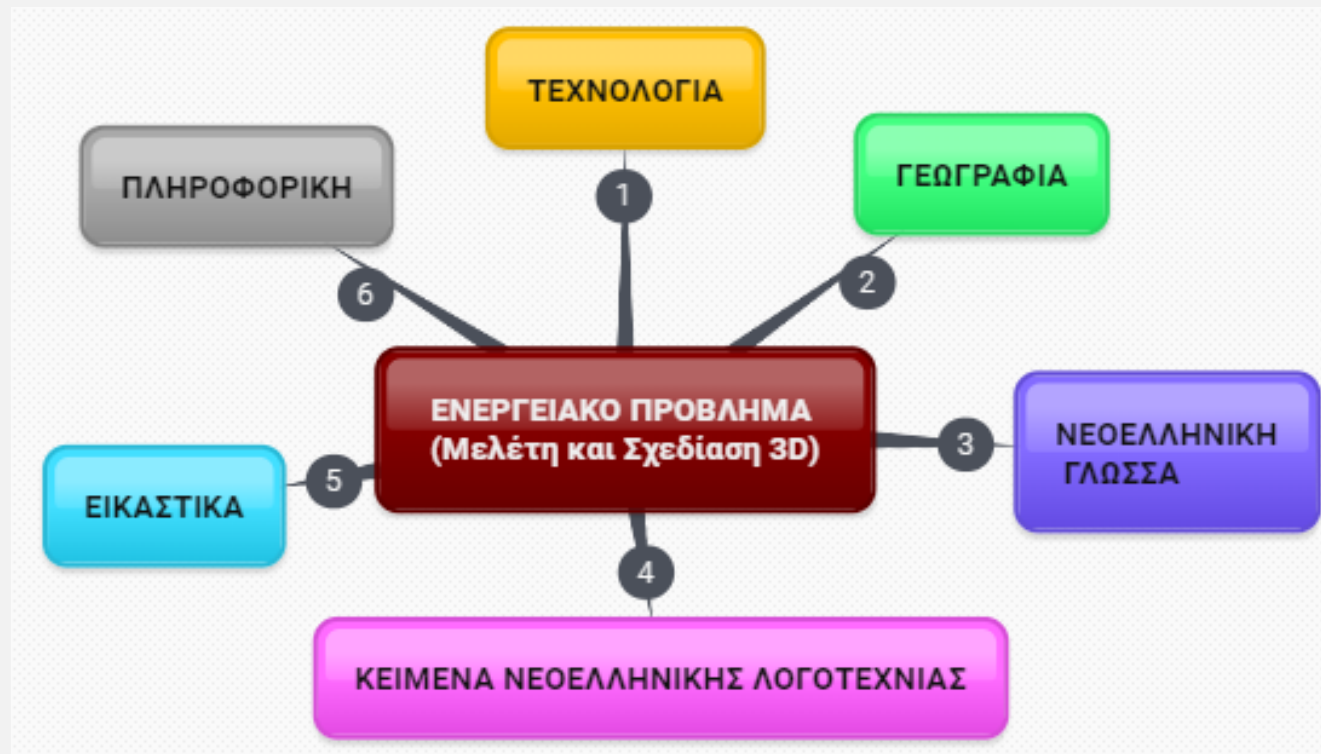 ΤΕΧΝΟΛΟΓΙΑ
1
ΓΕΩΓΡΑΦΙΑ
2
ΝΕΟΕΛΛΗΝΙΚΗ
ΓΛΩΣΣΑ
3
ΚΕΙΜΕΝΑ ΝΕΟΕΛΛΗΝΙΚΗΣ ΛΟΓΟΤΕΧΝΙΑΣ
4
ΕΙΚΑΣΤΙΚΑ
5
ΠΛΗΡΟΦΟΡΙΚΗ
6
ΕΝΕΡΓΕΙΑΚΟ ΠΡΟΒΛΗΜΑ
(Μελέτη και Σχεδίαση 3D)